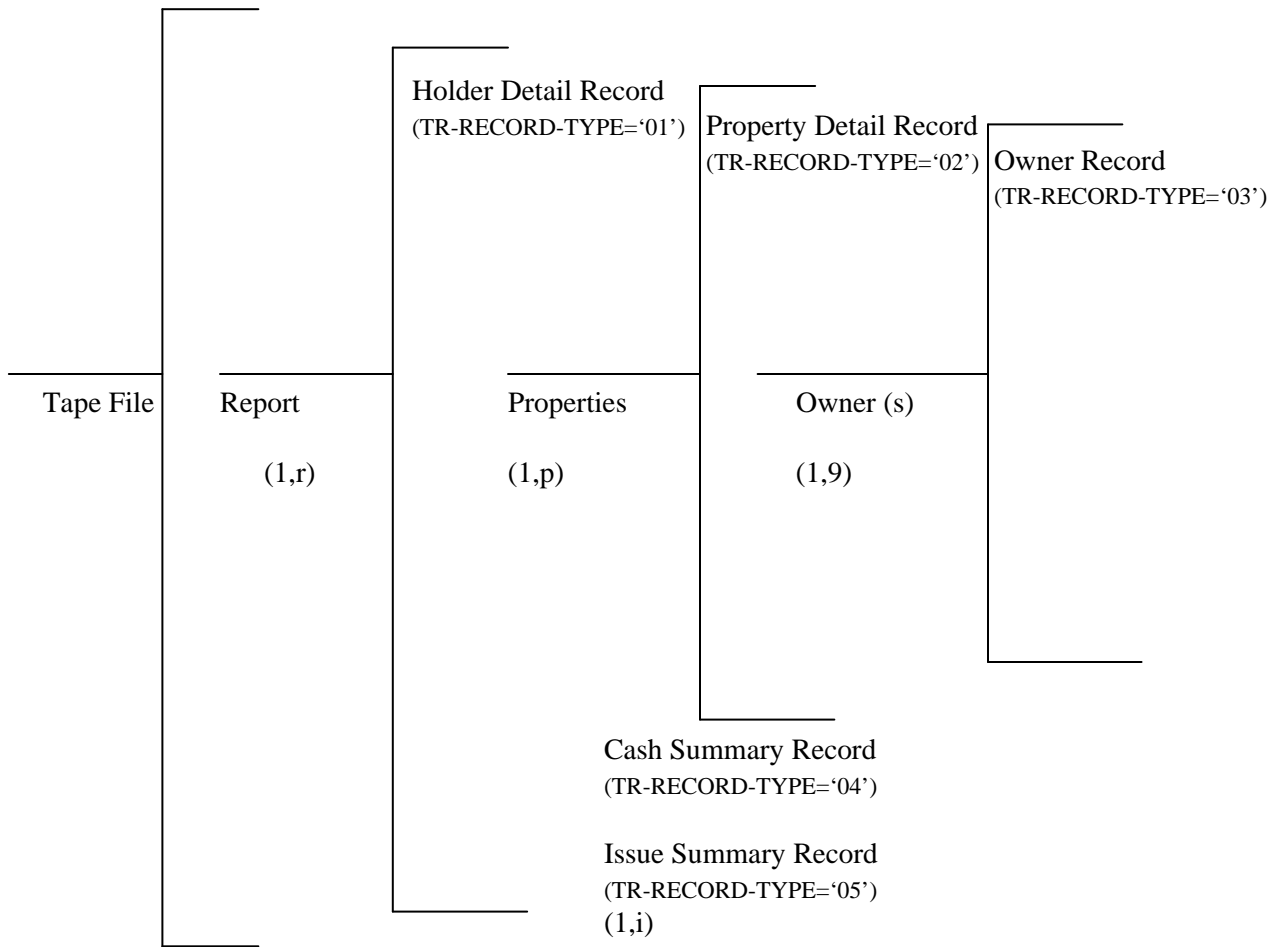 Holder Detail Record
(TR-RECORD-TYPE=‘01’)
Property Detail Record
(TR-RECORD-TYPE=‘02’)
Owner Record
(TR-RECORD-TYPE=‘03’)
Tape File
Report
(1,r)
Properties
(1,p)
Owner (s)
(1,9)
Cash Summary Record
(TR-RECORD-TYPE=‘04’)
Issue Summary Record
(TR-RECORD-TYPE=‘05’)
(1,i)